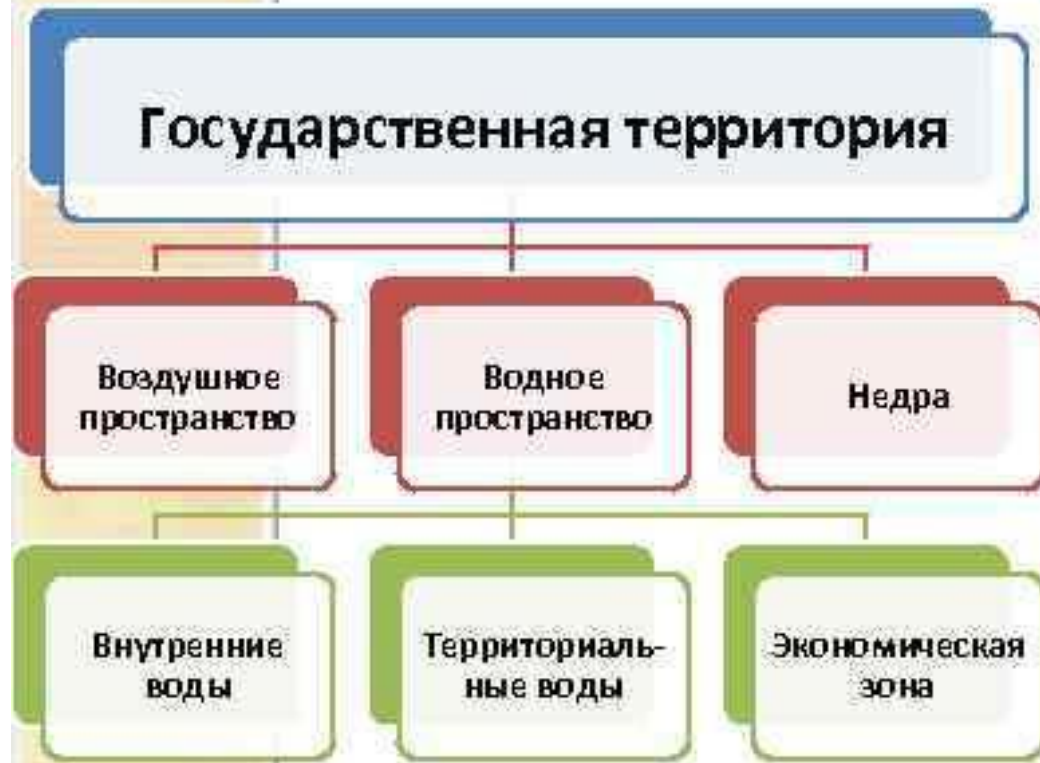 Государственная территория
Воздушное
пространство
Водное
пространство
Недра
Внутренние
воды
Территориаль-
ные воды
Экономическая
зона